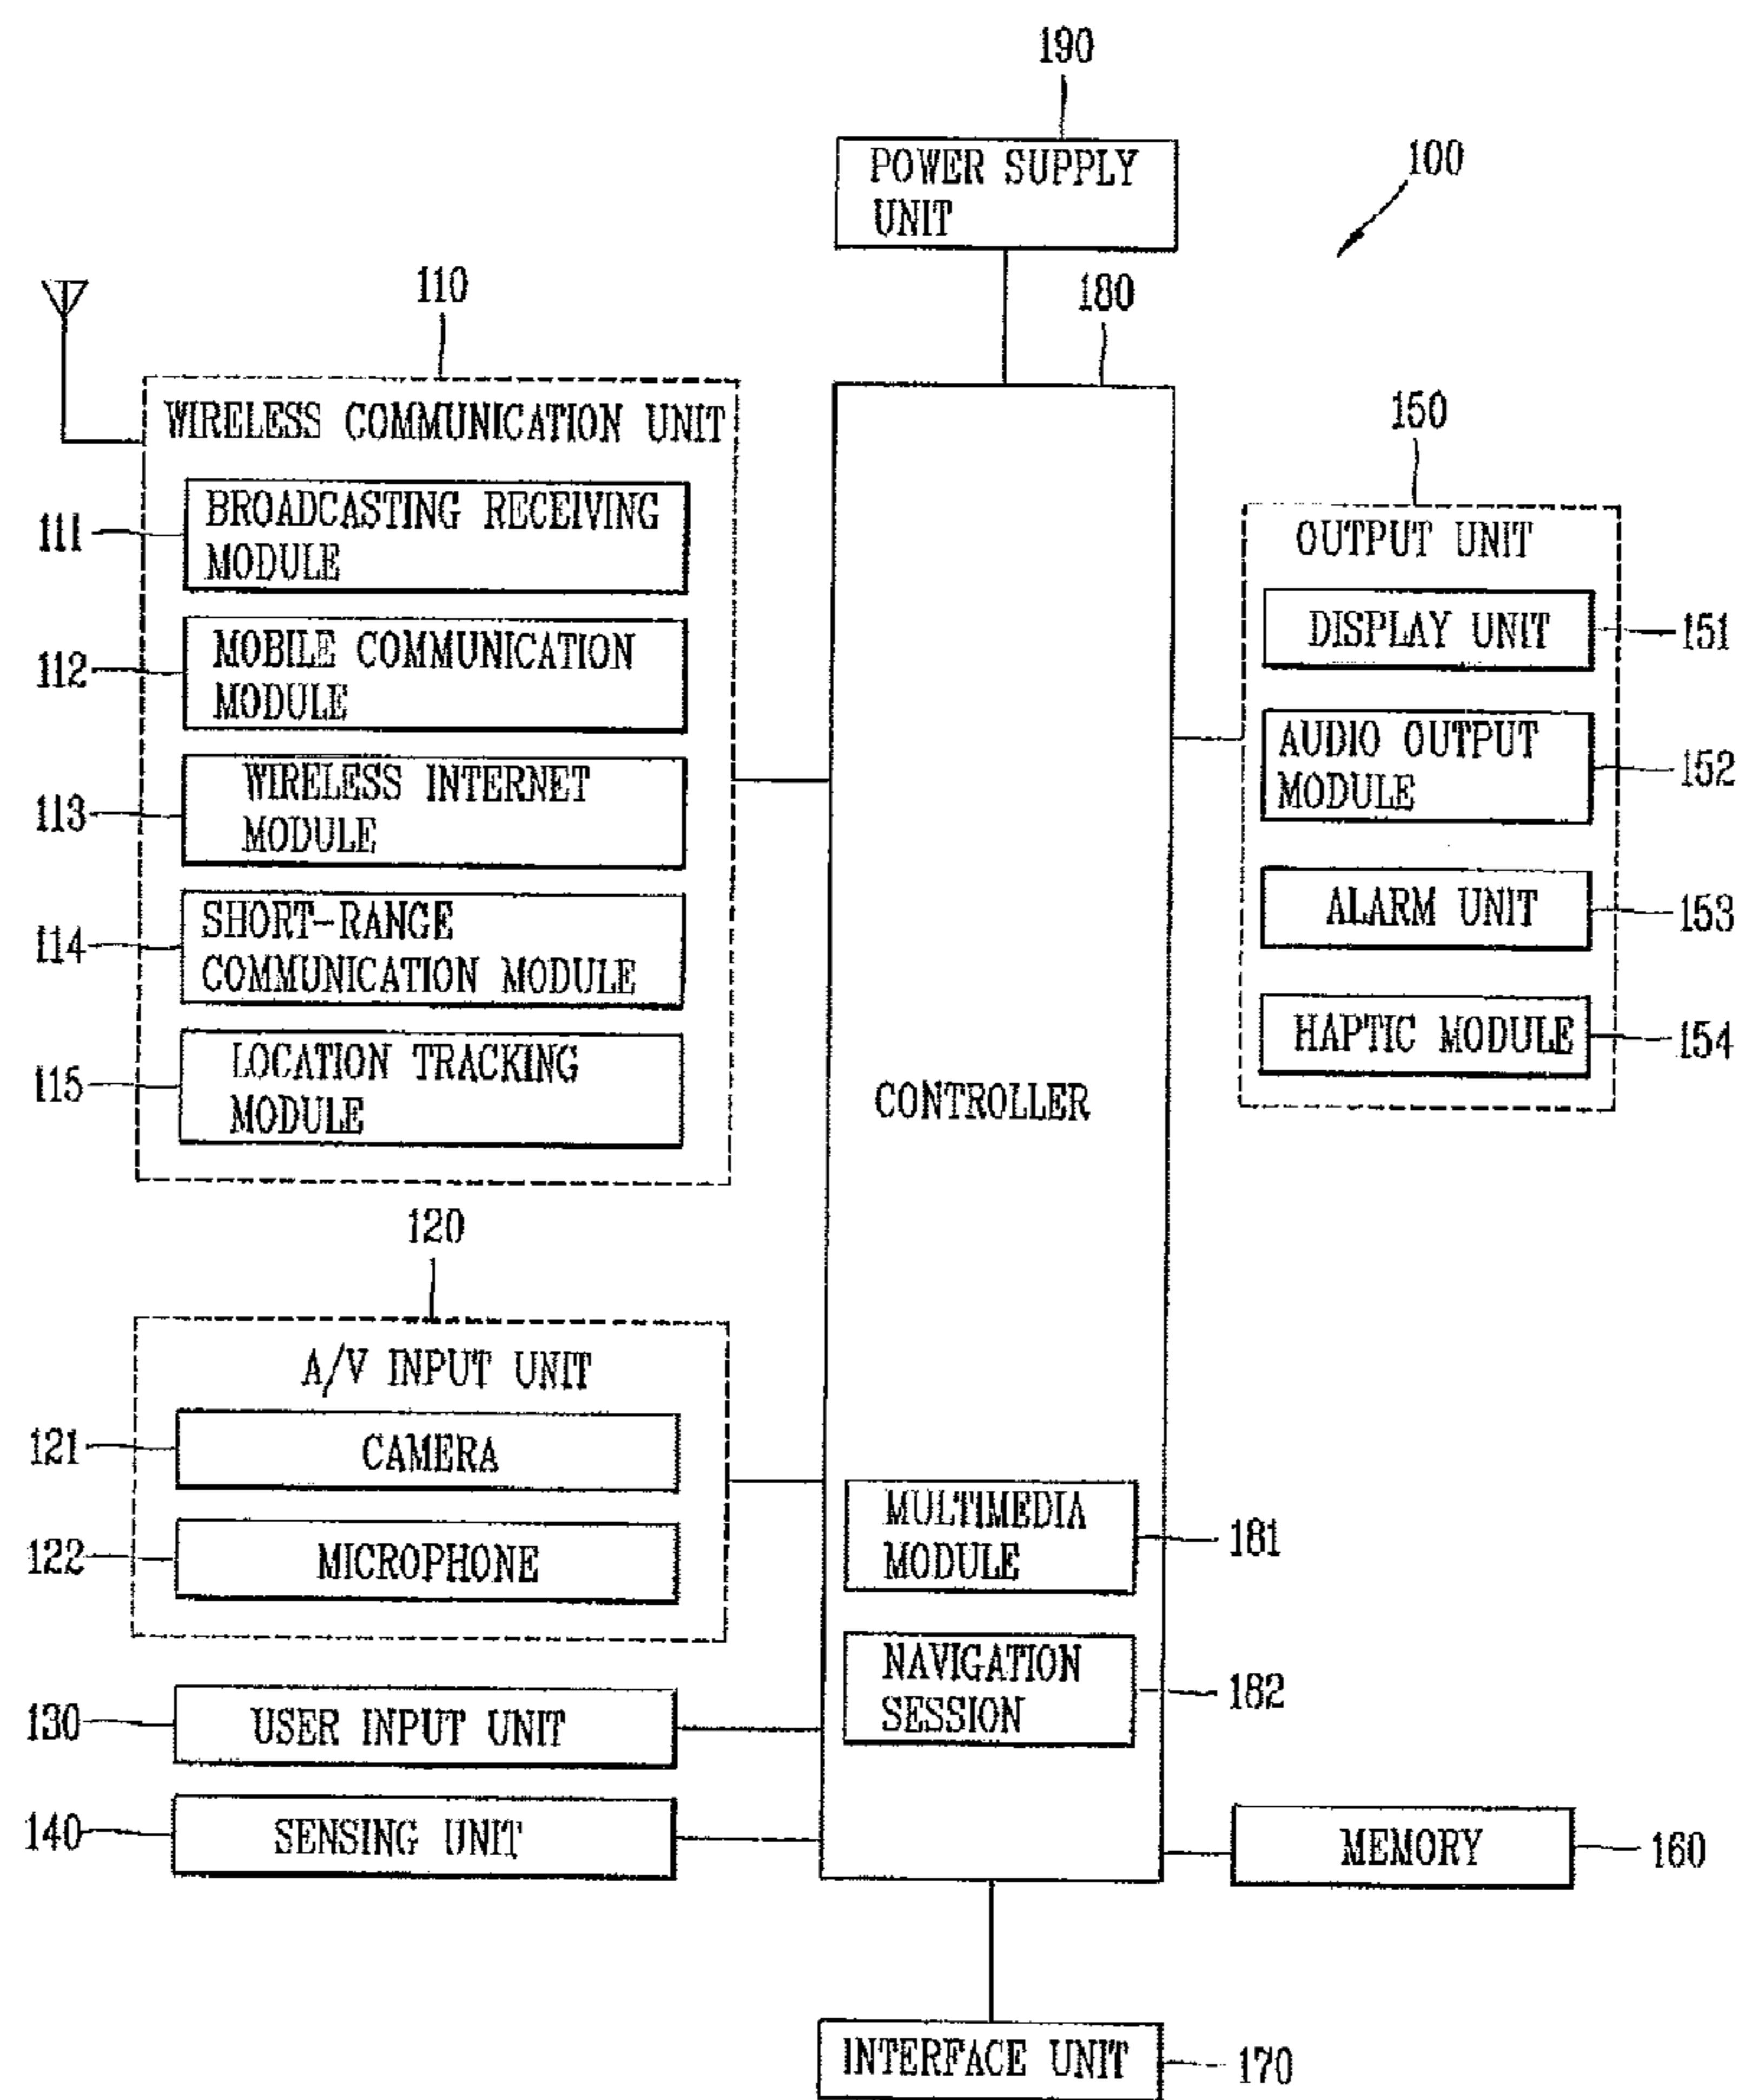 190
POWER SUPPLY
UNIT
100
110
180
WIRELESS COMMUNICATION UNIT
111
BROADCASTING RECEIVING
MODULE
112
MOBILE COMMUNICATION
MODULE
113
WIRELESS INTERNET
MODULE
114
SHORT-RANGE
COMMUNICATION MODULE
115
LOCATION TRACKING
MODULE
150
OUTPUT UNIT
DISPLAY UNIT
151
AUDIO OUTPUT
MODULE
152
ALARM UNIT
153
HAPTIC MODULE
154
CONTROLLER
120
A/V INPUT UNIT
121
CAMERA
122
MICROPHONE
MULTIMEDIA
MODULE
181
NAVIGATION
SESSION
182
130
USER INPUT UNIT
140
SENSING UNIT
MEMORY
160
INTERFACE UNIT
170